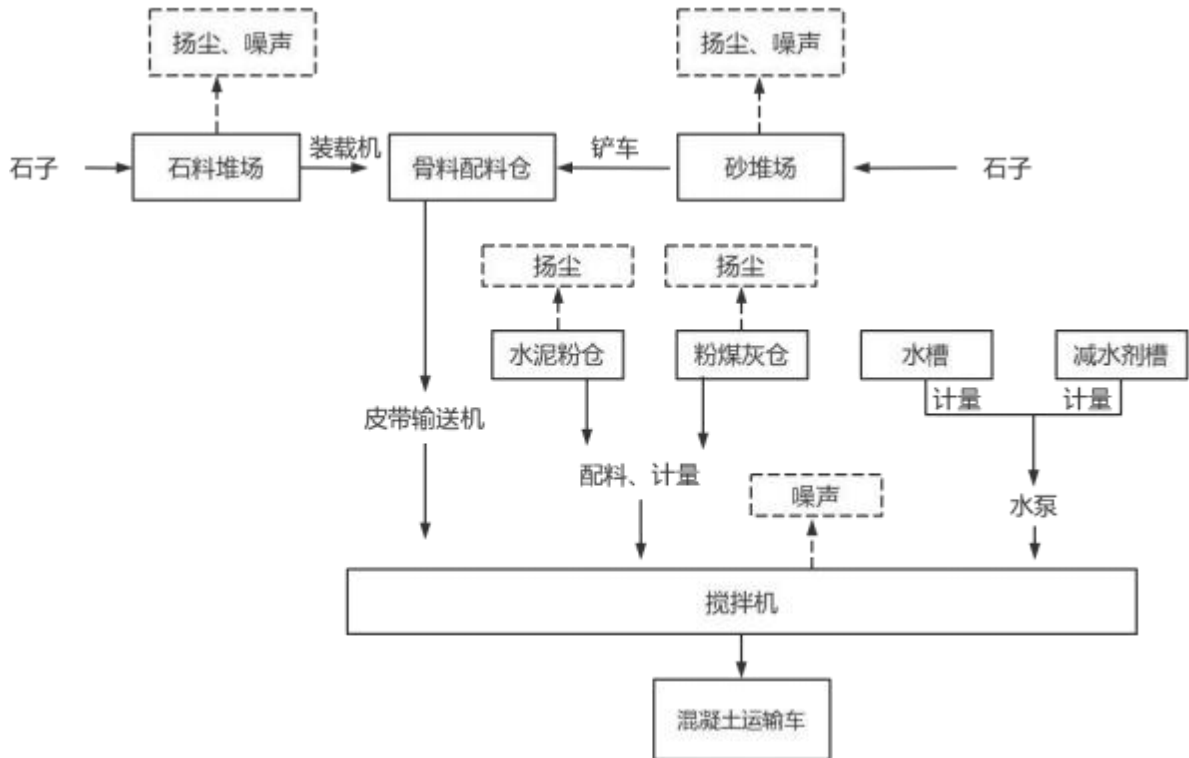 扬尘、噪声
扬尘、噪声
石子
石料堆场
装载机
骨料配料仓
铲车
砂堆场
石子
扬尘
扬尘
水泥粉仓
粉煤灰仓
水槽
减水剂槽
计量
计量
皮带输送机
配料、计量
噪声
水泵
搅拌机
混凝土运输车